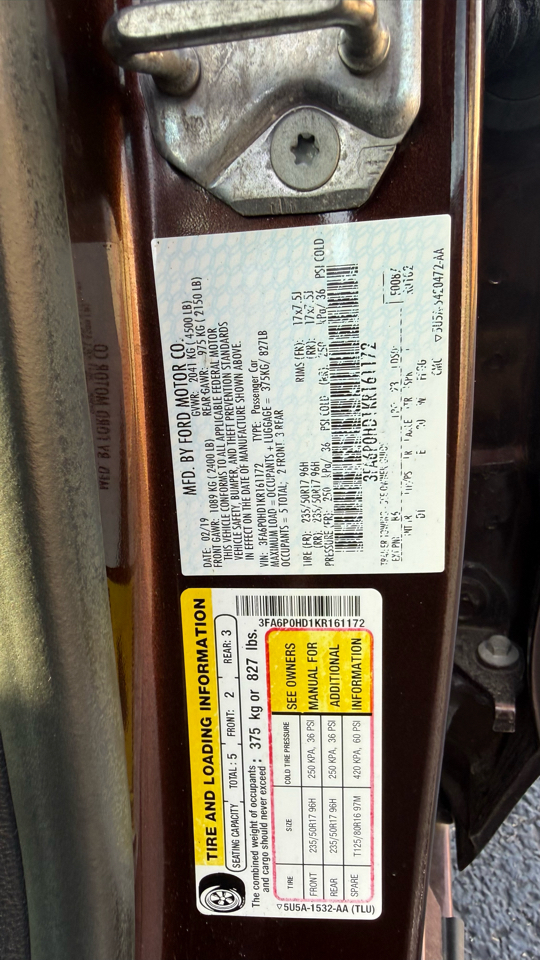 MFD. BY FORD MOTOR CO.
DATE: 02/19 GVWR: 2041 KG ( 4500 LB)
FRONT GAWR: 1089 KG ( 2400 LB) REAR GAWR: 975 KG ( 2150 LB)
THIS VEHICLE CONFORMS TO ALL APPLICABLE FEDERAL MOTOR
VEHICLE SAFETY, BUMPER, AND THEFT PREVENTION STANDARDS
IN EFFECT ON THE DATE OF MANUFACTURE SHOWN ABOVE.
VIN: 3FA6P0HD1KR161172 TYPE: Passenger Car
MAXIMUM LOAD = OCCUPANTS + LUGGAGE = 375KG/ 827LB
OCCUPANTS = 5 TOTAL; 2 FRONT 3 REAR
TIRE (FR): 235/50R17 96H RIMS (FR): 17x7.5J
(RR): 235/50R17 96H (RR): 17x7.5J
PRESSURE (FR): 250 kPa/ 36 PSI COLD (RR): 250 kPa/ 36 PSI COLD
3FA6P0HD1KR161172
▽5U5A-5420472-AA
TIRE AND LOADING INFORMATION
SEATING CAPACITY TOTAL: 5 FRONT: 2 REAR: 3
The combined weight of occupants and cargo should never exceed : 375 kg or 827 lbs.
3FA6P0HD1KR161172
TIRE SIZE COLD TIRE PRESSURE
FRONT 235/50R17 96H 250 KPA, 36 PSI
REAR 235/50R17 96H 250 KPA, 36 PSI
SPARE T125/80R16 97M 420 KPA, 60 PSI
SEE OWNERS
MANUAL FOR
ADDITIONAL
INFORMATION
▽5U5A-1532-AA (TLU)